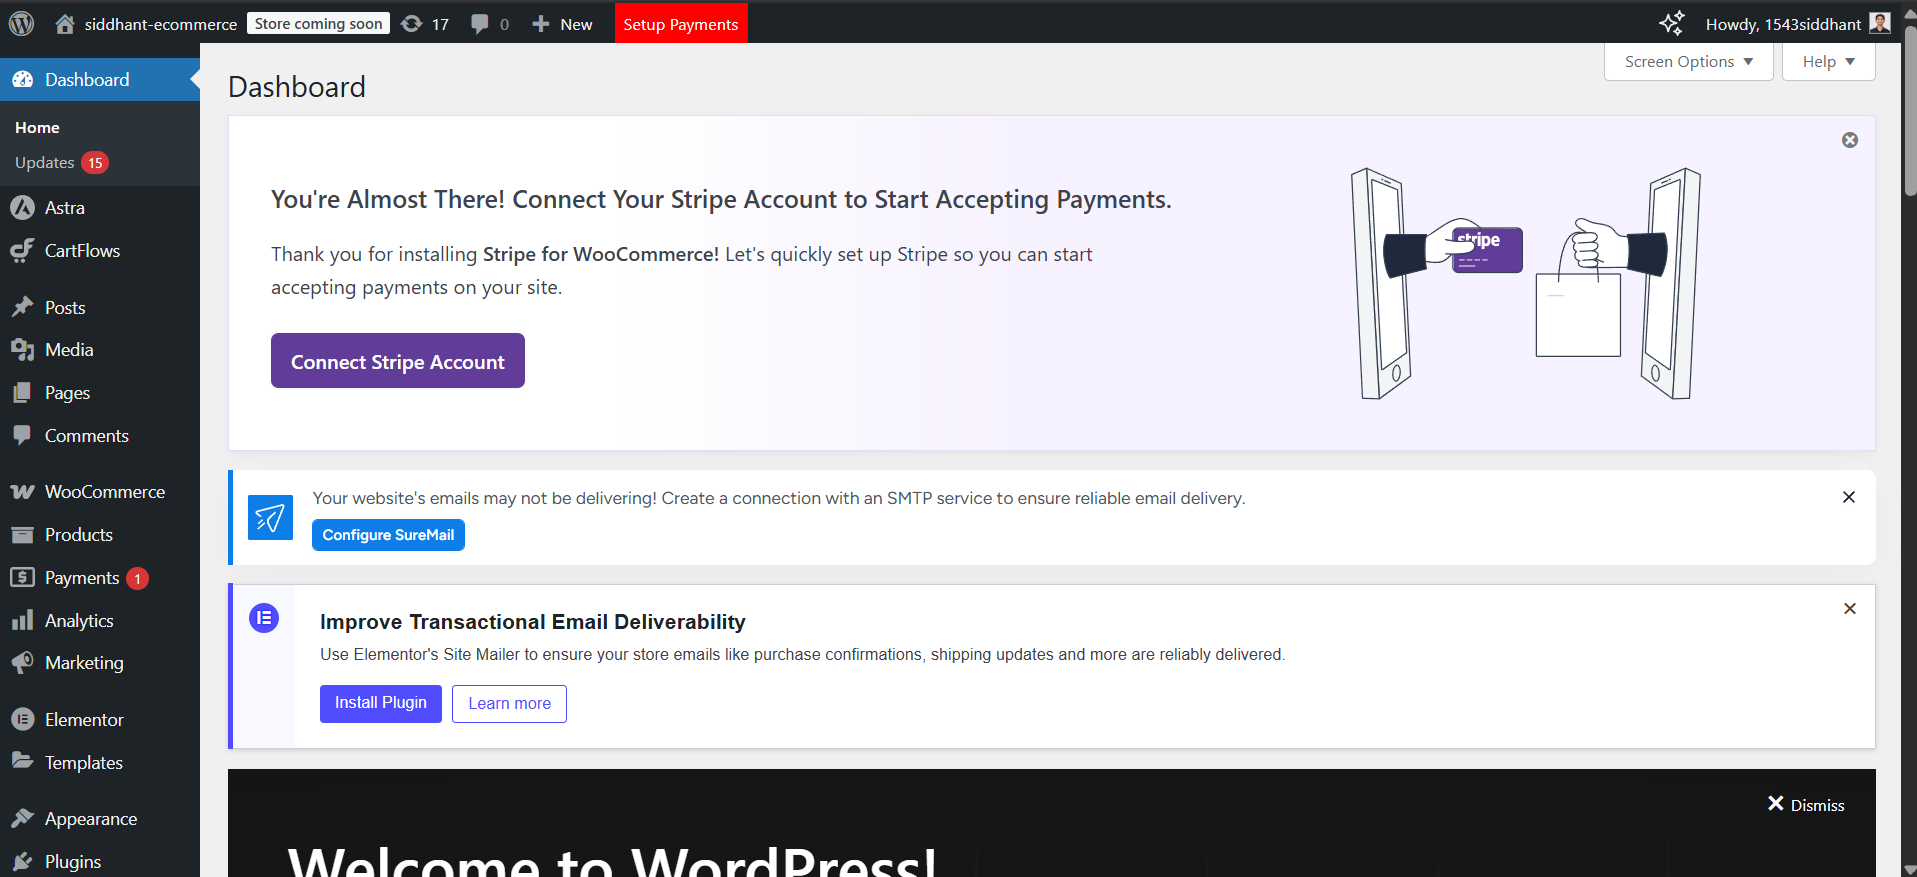 siddhant-ecommerce Store coming soon 17 0 New Setup Payments Howdy, 1543siddhant
Dashboard
Home
Updates 15
Astra
CartFlows
Posts
Media
Pages
Comments
WooCommerce
Products
Payments 1
Analytics
Marketing
Elementor
Templates
Appearance
Plugins
Screen Options Help
Dashboard
You're Almost There! Connect Your Stripe Account to Start Accepting Payments.
Thank you for installing Stripe for WooCommerce! Let's quickly set up Stripe so you can start
accepting payments on your site.
Connect Stripe Account
stripe
Your website's emails may not be delivering! Create a connection with an SMTP service to ensure reliable email delivery.
Configure SureMail
Improve Transactional Email Deliverability
Use Elementor's Site Mailer to ensure your store emails like purchase confirmations, shipping updates and more are reliably delivered.
Install Plugin Learn more
Dismiss
Welcome to WordPress!